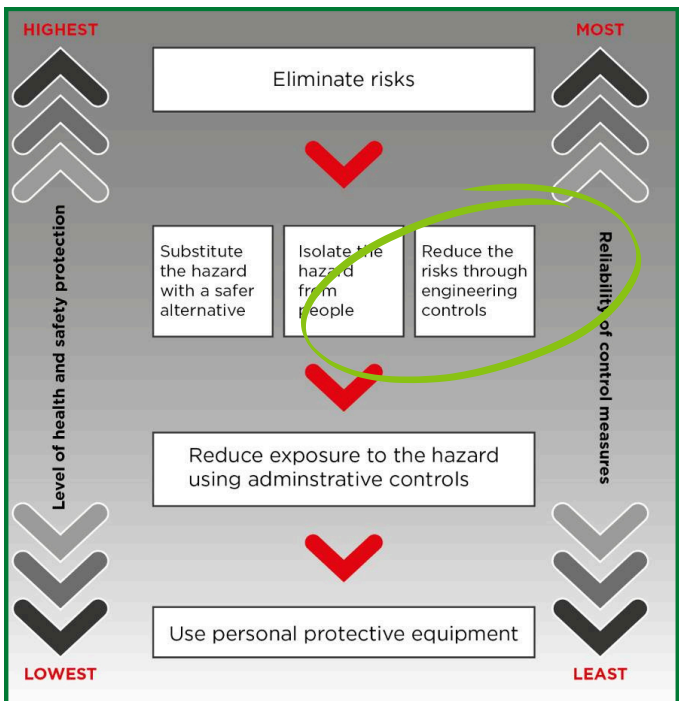 HIGHEST
MOST
Eliminate risks
Level of health and safety protection
Substitute
the hazard
with a safer
alternative
Isolate the
hazard
from
people
Reduce the
risks through
engineering
controls
Reliability of control measures
Reduce exposure to the hazard
using adminstrative controls
Use personal protective equipment
LOWEST
LEAST